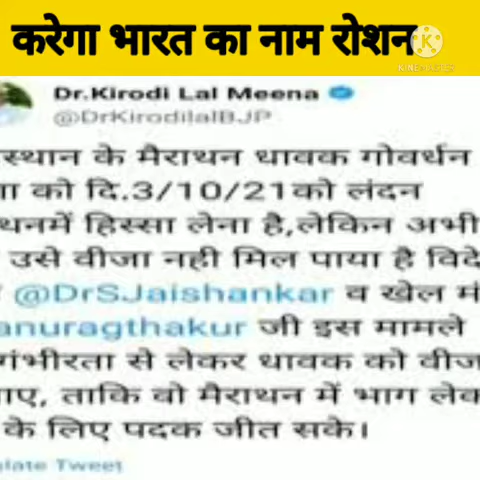 करेगा भारत का नाम रोशन
Dr.Kirodi Lal Meena
@DrKirodilalBJP
स्थान के मैराथन धावक गोवर्धन
को दि.3/10/21को लंदन
थनमें हिस्सा लेना है,लेकिन अभी
उसे वीजा नही मिल पाया है विदे
@DrSJaishankar व खेल मं
anuragthakur जी इस मामले
गंभीरता से लेकर धावक को वीज
ाए, ताकि वो मैराथन में भाग लेक
के लिए पदक जीत सके।
slate Tweet